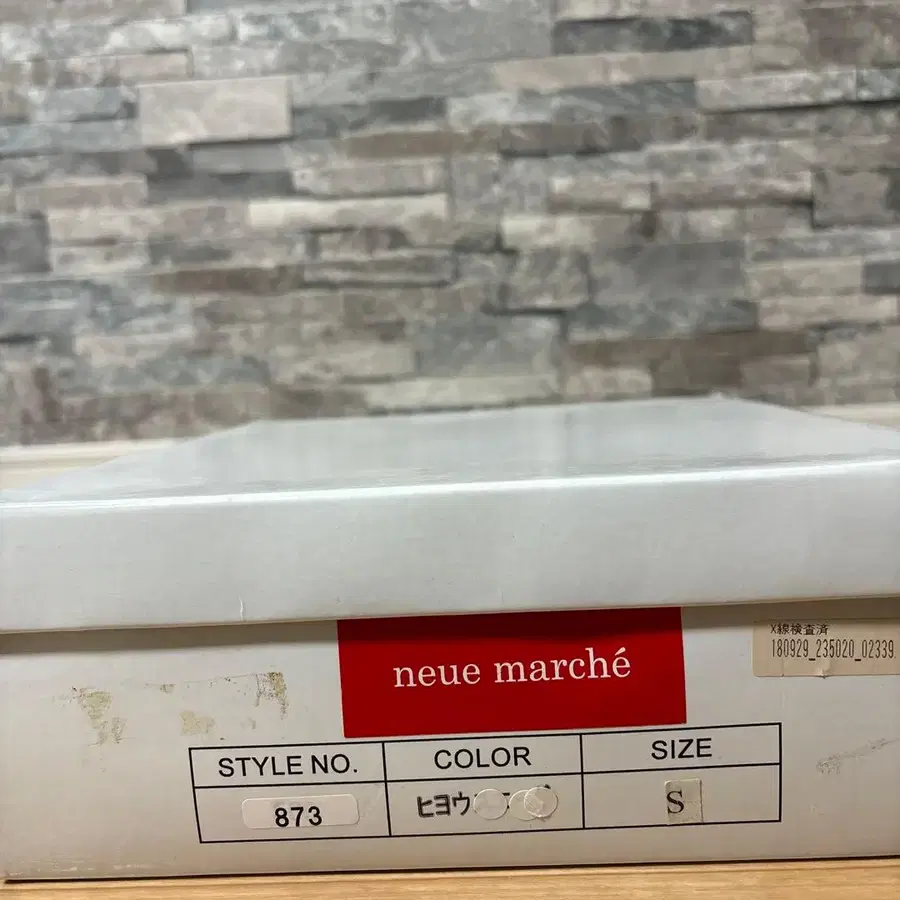 neue marché
X線検査済
180929_235020_02339
STYLE NO. COLOR SIZE
873 ヒヨウ S